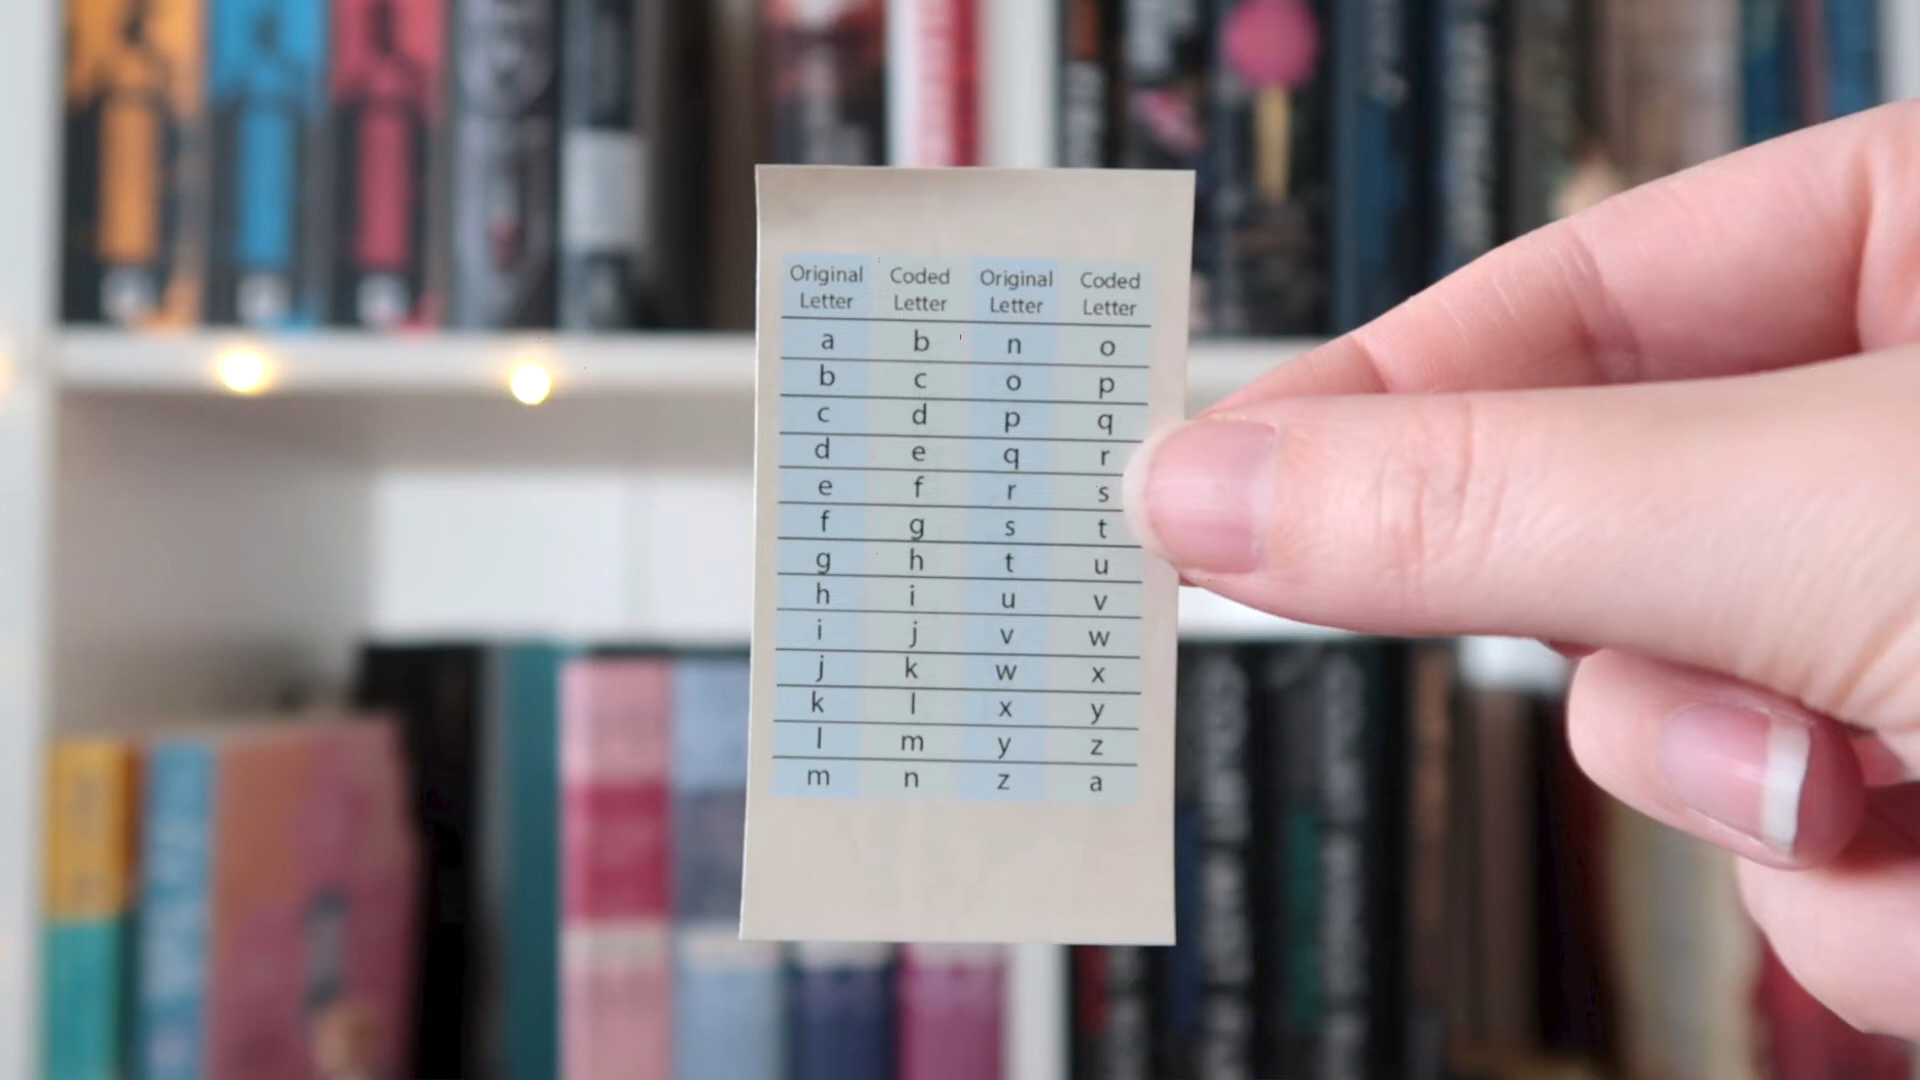 Original Letter Coded Letter Original Letter Coded Letter
a b n o
b c o p
c d p q
d e q r
e f r s
f g s t
g h t u
h i u v
i j v w
j k w x
k l x y
l m y z
m n z a